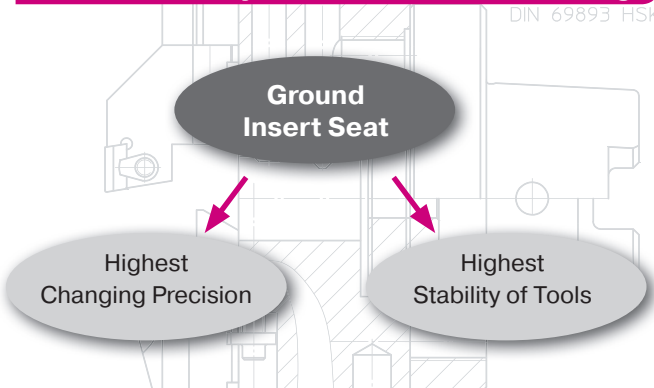 DIN 69893 HSK
Ground
Insert Seat
Highest
Changing Precision
Highest
Stability of Tools